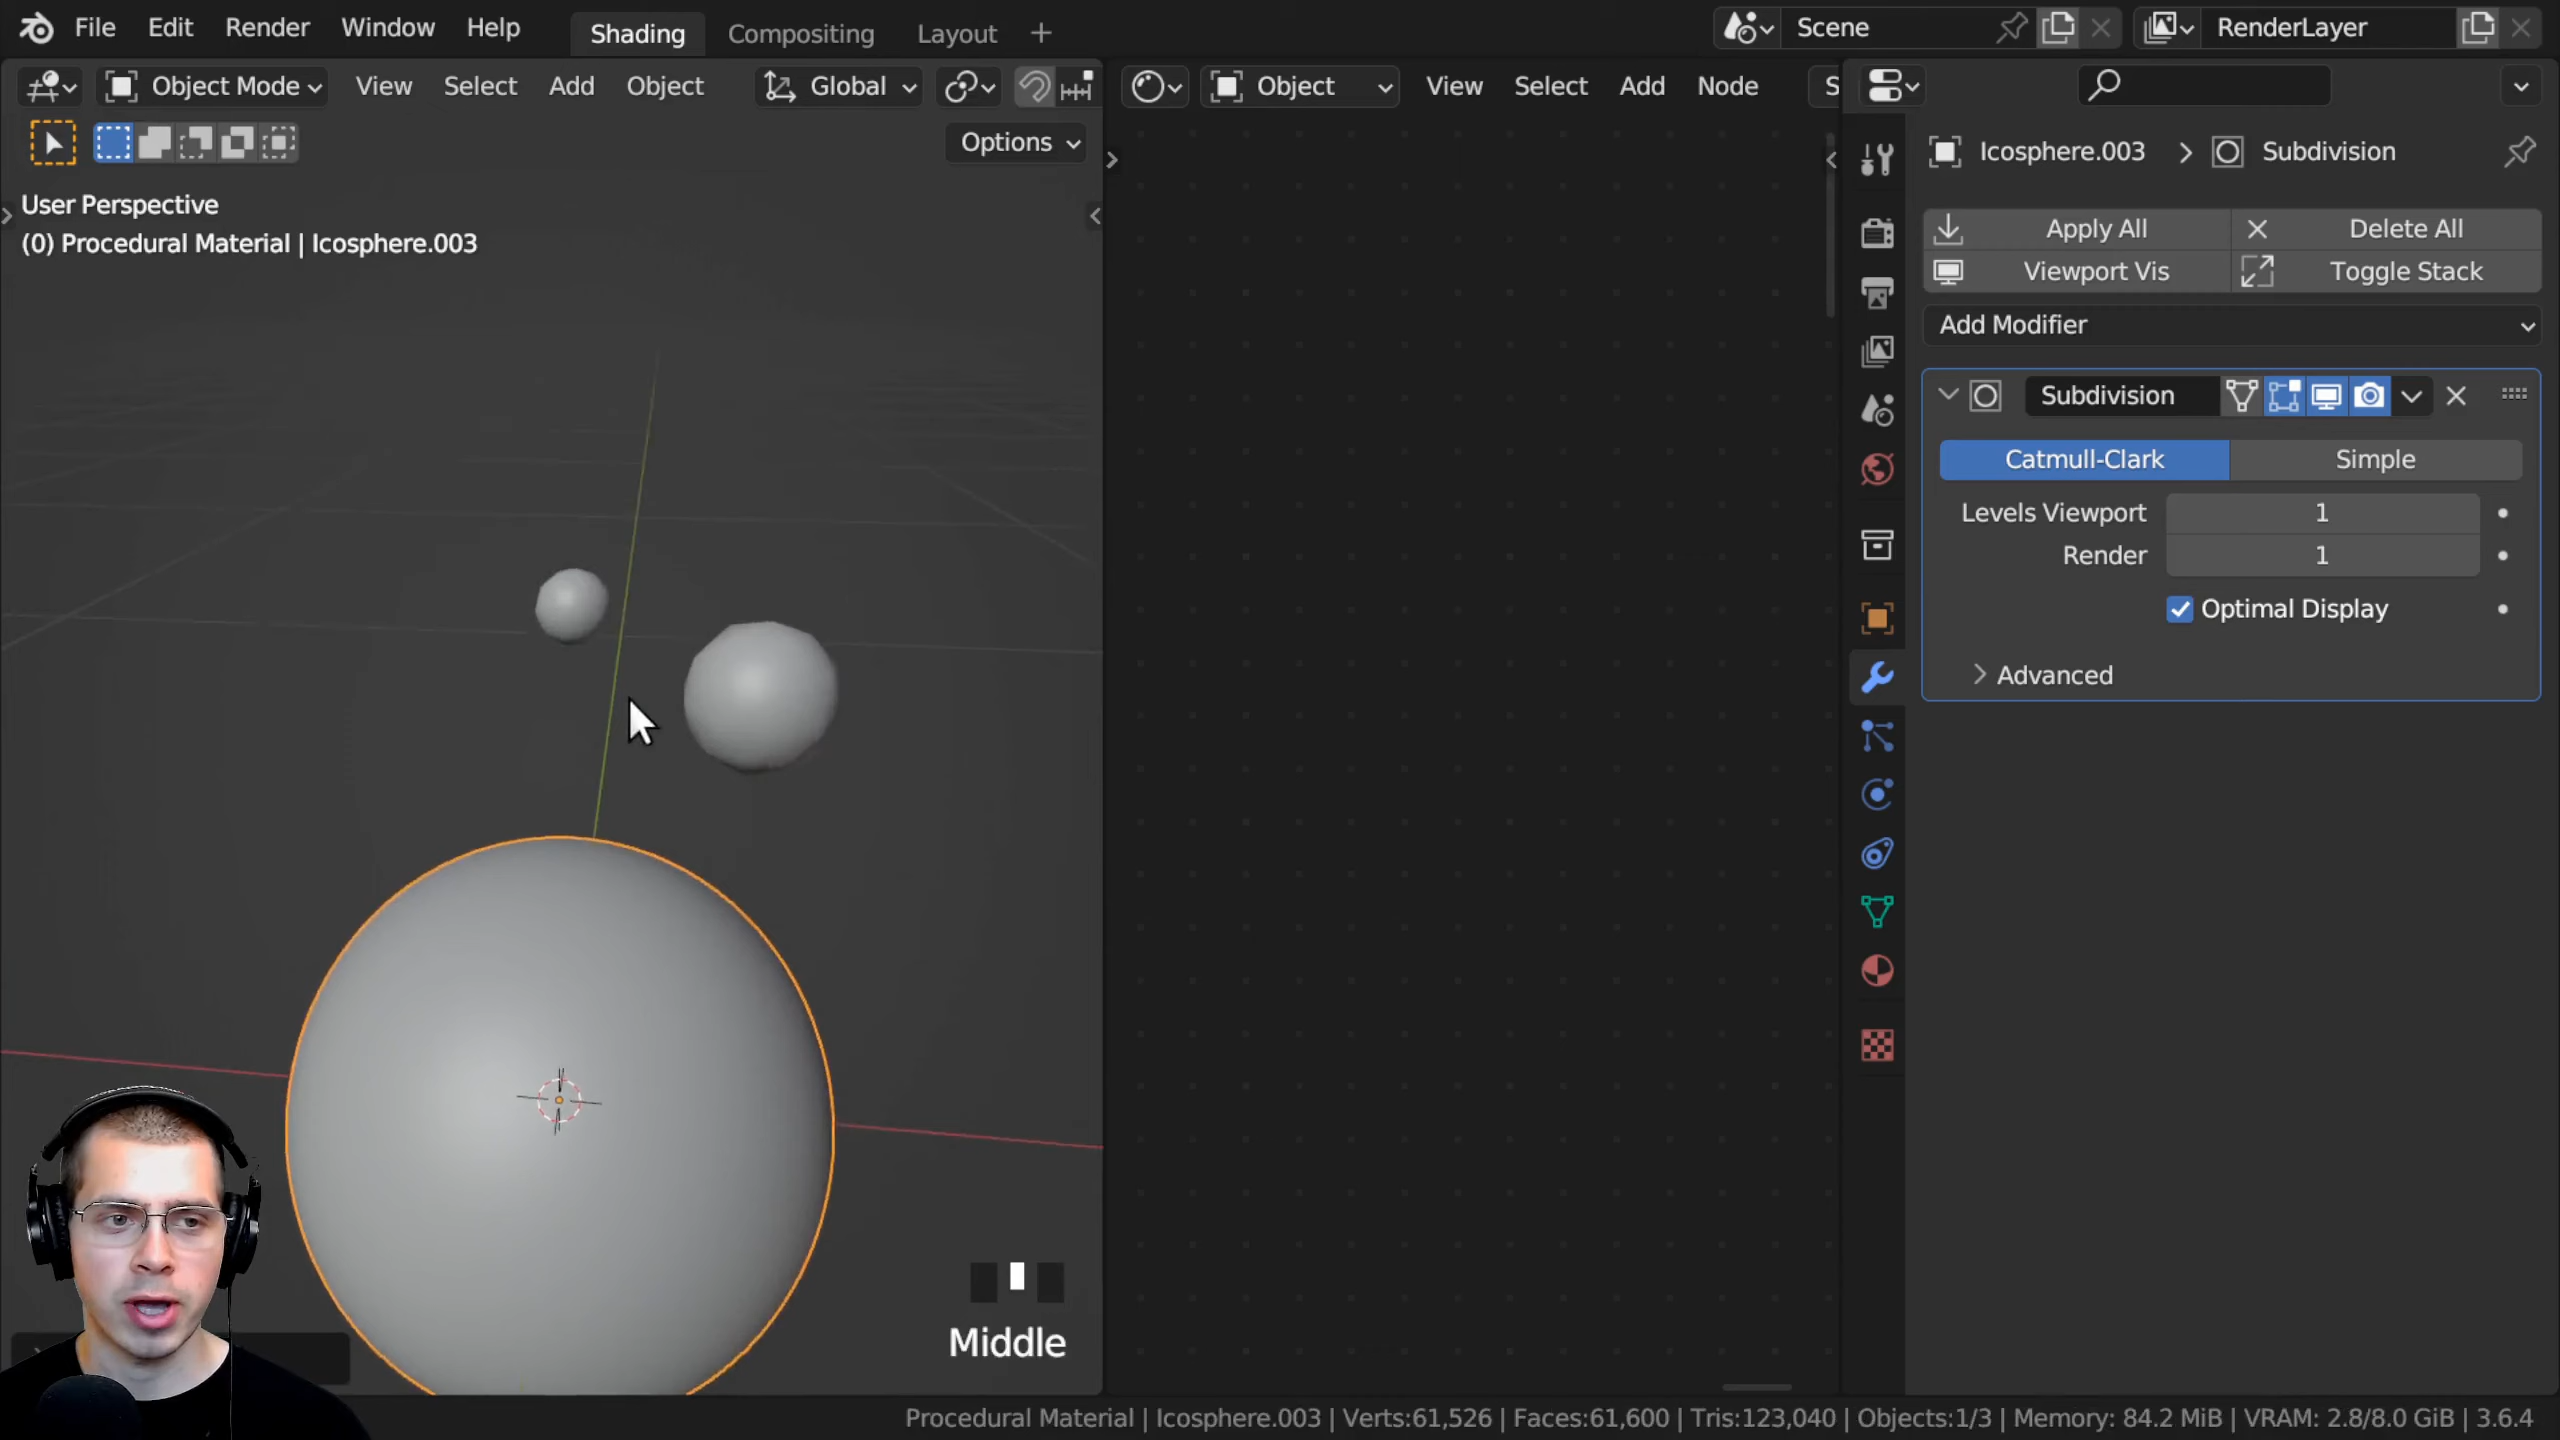 File Edit Render Window Help Shading Compositing Layout + Scene RenderLayer
Object Mode View Select Add Object Global Object View Select Add Node S
Options
User Perspective
(0) Procedural Material | Icosphere.003
Icosphere.003 Subdivision
Apply All Delete All
Viewport Vis Toggle Stack
Add Modifier
Subdivision
Catmull-Clark Simple
Levels Viewport 1
Render 1
Optimal Display
Advanced
Middle
Procedural Material | Icosphere.003 | Verts:61,526 | Faces:61,600 | Tris:123,040 | Objects:1/3 | Memory: 84.2 MiB | VRAM: 2.8/8.0 GiB | 3.6.4